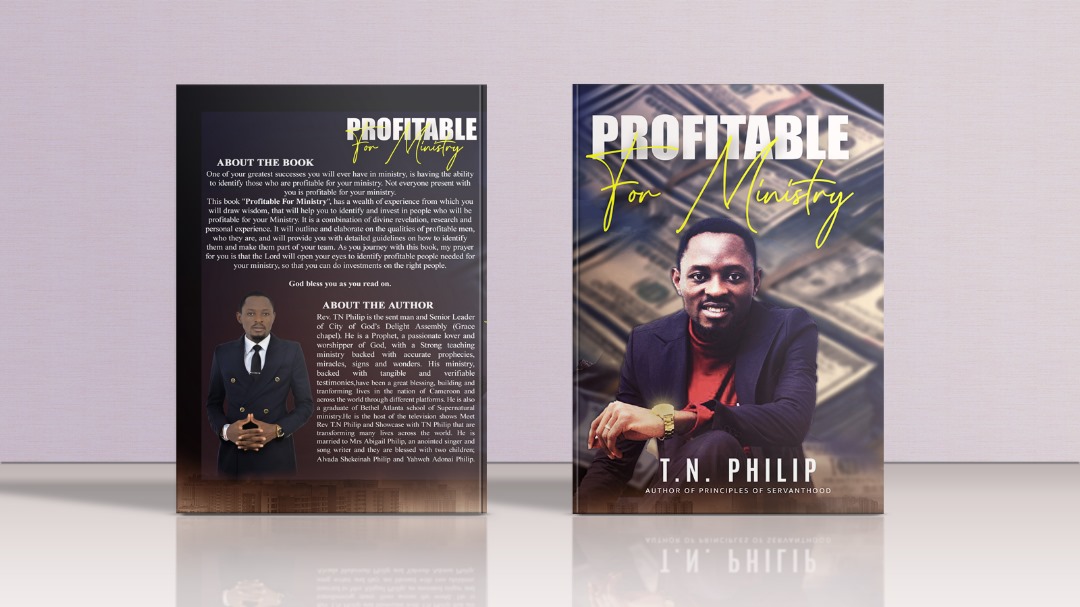 PROFITABLE
For Ministry
ABOUT THE BOOK
One of your greatest successes you will ever have in ministry, is having the ability
to identify those who are profitable for your ministry. Not everyone present with
you is profitable for your ministry.
This book "Profitable For Ministry", has a wealth of experience from which you
will draw wisdom, that will help you to identify and invest in people who will be
profitable for your Ministry. It is a combination of divine revelation, research and
personal experience. It will outline and elaborate on the qualities of profitable men,
who they are, and will provide you with detailed guidelines on how to identify
them and make them part of your team. As you journey with this book, my prayer
for you is that the Lord will open your eyes to identify profitable people needed for
your ministry, so that you can do investments on the right people.
God bless you as you read on.
ABOUT THE AUTHOR
Rev. TN Philip is the sent man and Senior Leader
of City of God's Delight Assembly (Grace
chapel). He is a Prophet, a passionate lover and
worshipper of God, with a Strong teaching
ministry backed with accurate prophecies,
miracles, signs and wonders. His ministry,
backed with tangible and verifiable
testimonies,have been a great blessing, building and
tranforming lives in the nation of Cameroon and
across the world through different platforms. He is also
a graduate of Bethel Atlanta school of Supernatural
ministry.He is the host of the television shows Meet
Rev T.N Philip and Showcase with TN Philip that are
transforming many lives across the world. He is
married to Mrs Abigail Philip, an anointed singer and
song writer and they are blessed with two children;
Alvada Shekeinah Philip and Yahweh Adonai Philip.
PROFITABLE
For Ministry
T.N. PHILIP
AUTHOR OF PRINCIPLES OF SERVANTHOOD